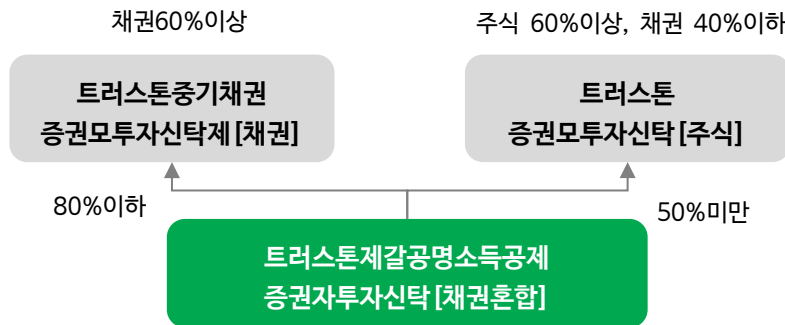 채권60%이상
주식 60%이상, 채권 40%이하
트러스톤중기채권
증권모투자신탁제[채권]
트러스톤
증권모투자신탁[주식]
80%이하
50%미만
트러스톤제갈공명소득공제
증권자투자신탁[채권혼합]